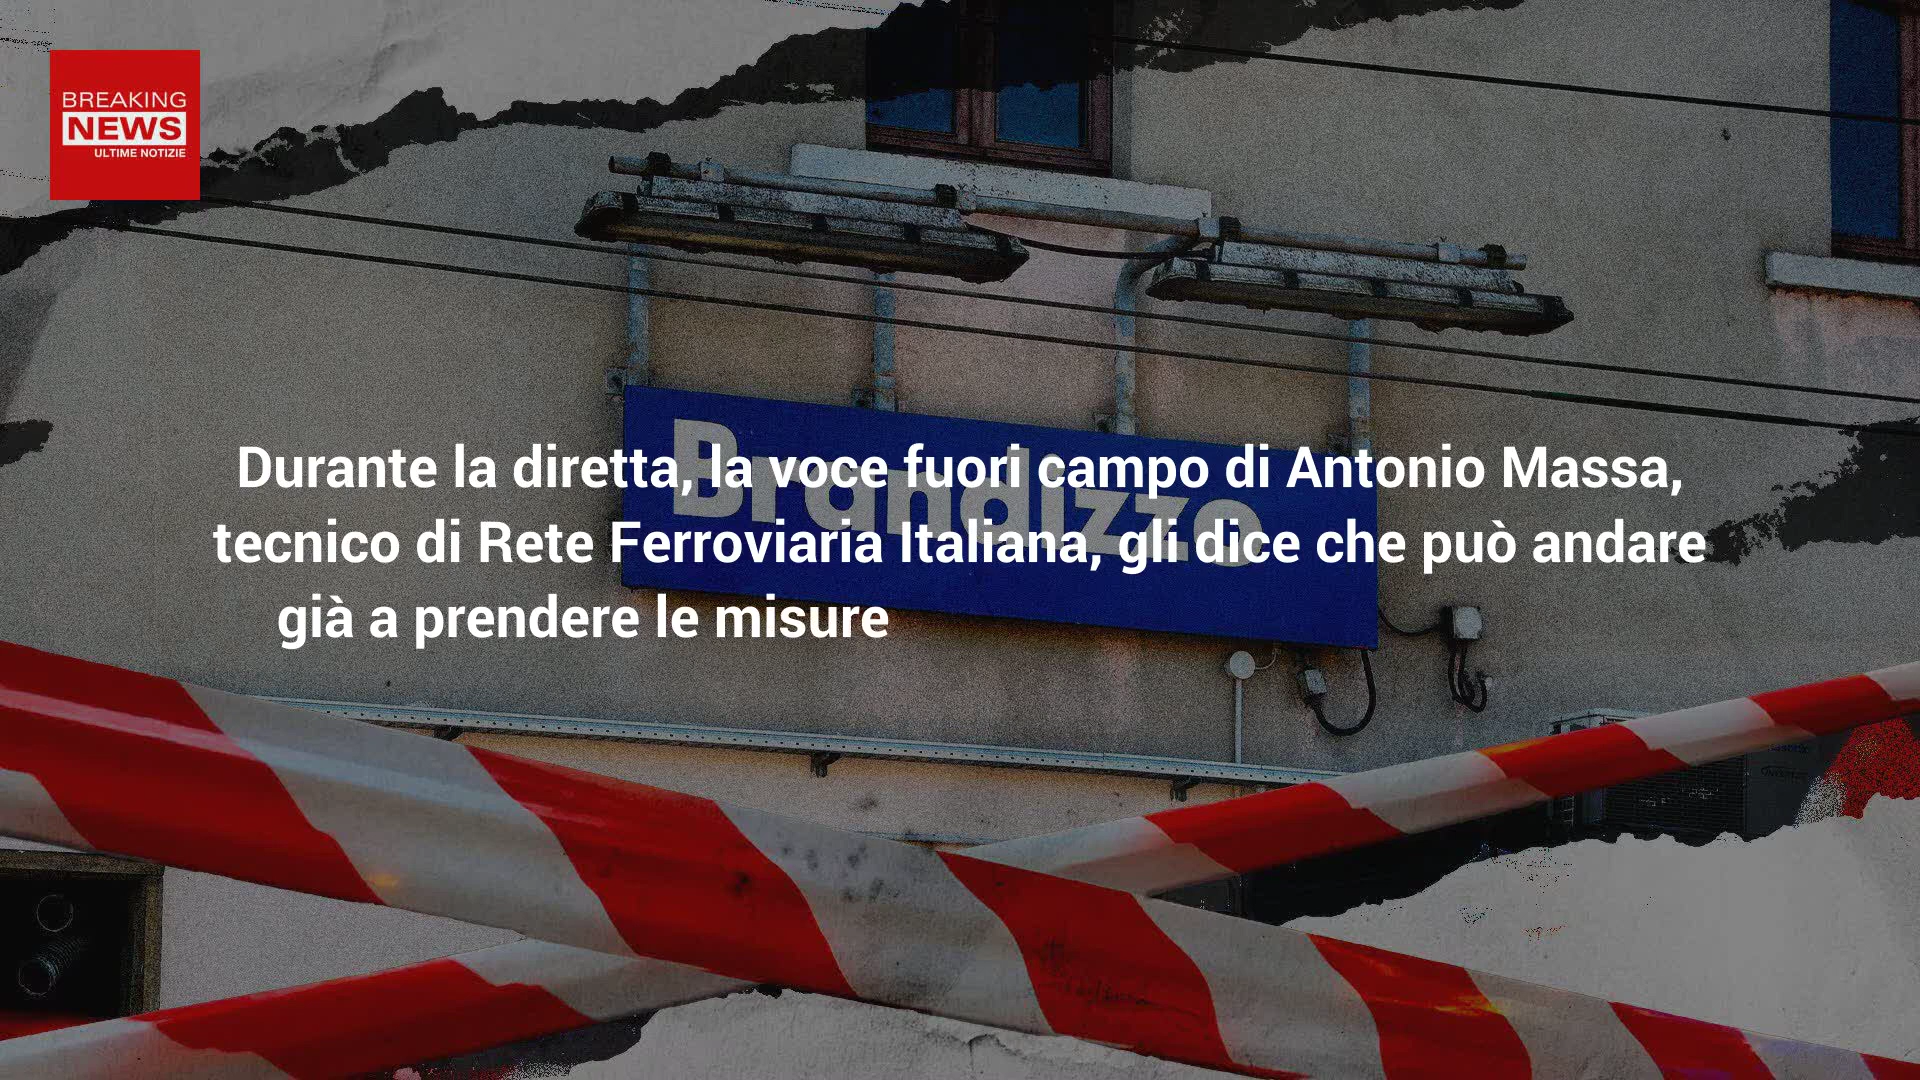 BREAKING
NEWS
ULTIME NOTIZIE
Brandizzo
Durante la diretta, la voce fuori campo di Antonio Massa,
tecnico di Rete Ferroviaria Italiana, gli dice che può andare
già a prendere le misure